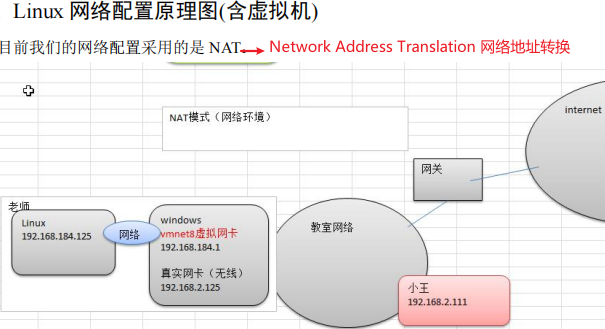 Linux 网络配置原理图(含虚拟机)
目前我们的网络配置采用的是 NAT。 Network Address Translation 网络地址转换
NAT模式（网络环境）
internet
网关
老师
Linux
192.168.184.125
网络
windows
vmnet8虚拟网卡
192.168.184.1
真实网卡（无线）
192.168.2.125
教室网络
小王
192.168.2.111